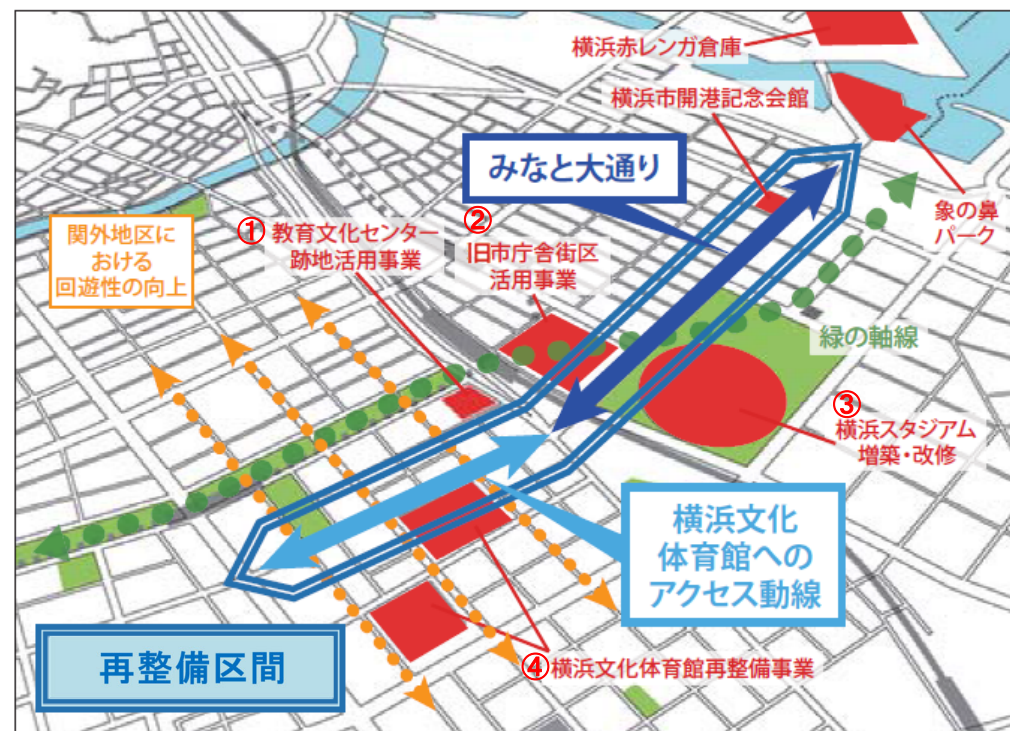 横浜赤レンガ倉庫
横浜市開港記念会館
みなと大通り
象の鼻
パーク
関外地区に
おける
回遊性の向上
① 教育文化センター
跡地活用事業
②
旧市庁舎街区
活用事業
緑の軸線
③
横浜スタジアム
増築・改修
横浜文化
体育館への
アクセス動線
再整備区間
④横浜文化体育館再整備事業